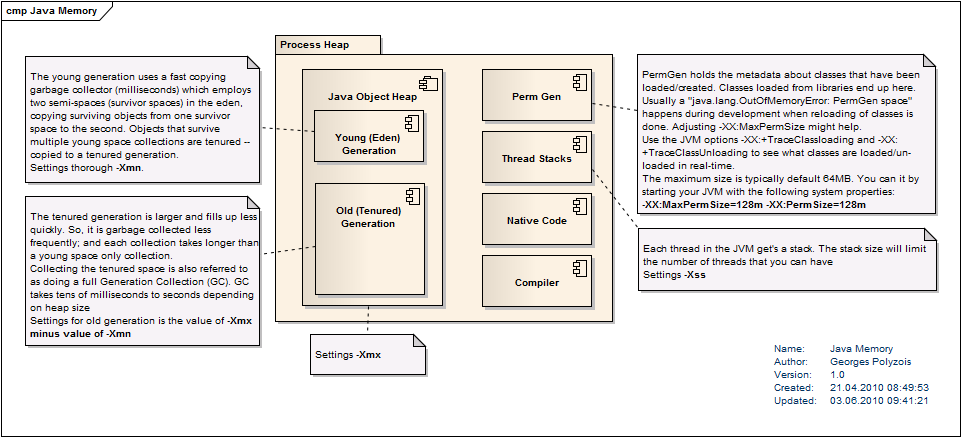 cmp Java Memory
Process Heap
The young generation uses a fast copying
garbage collector (milliseconds) which employs
two semi-spaces (survivor spaces) in the eden,
copying surviving objects from one survivor
space to the second. Objects that survive
multiple young space collections are tenured --
copied to a tenured generation.
Settings thorough -Xmn.
The tenured generation is larger and fills up less
quickly. So, it is garbage collected less
frequently; and each collection takes longer than
a young space only collection.
Collecting the tenured space is also referred to
as doing a full Generation Collection (GC). GC
takes tens of milliseconds to seconds depending
on heap size
Settings for old generation is the value of -Xmx
minus value of -Xmn
Java Object Heap
Young (Eden)
Generation
Old (Tenured)
Generation
Settings -Xmx
Perm Gen
Thread Stacks
Native Code
Compiler
PermGen holds the metadata about classes that have been
loaded/created. Classes loaded from libraries end up here.
Usually a "java.lang.OutOfMemoryError: PermGen space"
happens during development when reloading of classes is
done. Adjusting -XX:MaxPermSize might help.
Use the JVM options -XX:+TraceClassloading and -XX:
+TraceClassUnloading to see what classes are loaded/un-
loaded in real-time.
The maximum size is typically default 64MB. You can it by
starting your JVM with the following system properties:
-XX:MaxPermSize=128m -XX:PermSize=128m
Each thread in the JVM get's a stack. The stack size will limit
the number of threads that you can have
Settings -Xss
Name: Java Memory
Author: Georges Polyzois
Version: 1.0
Created: 21.04.2010 08:49:53
Updated: 03.06.2010 09:41:21